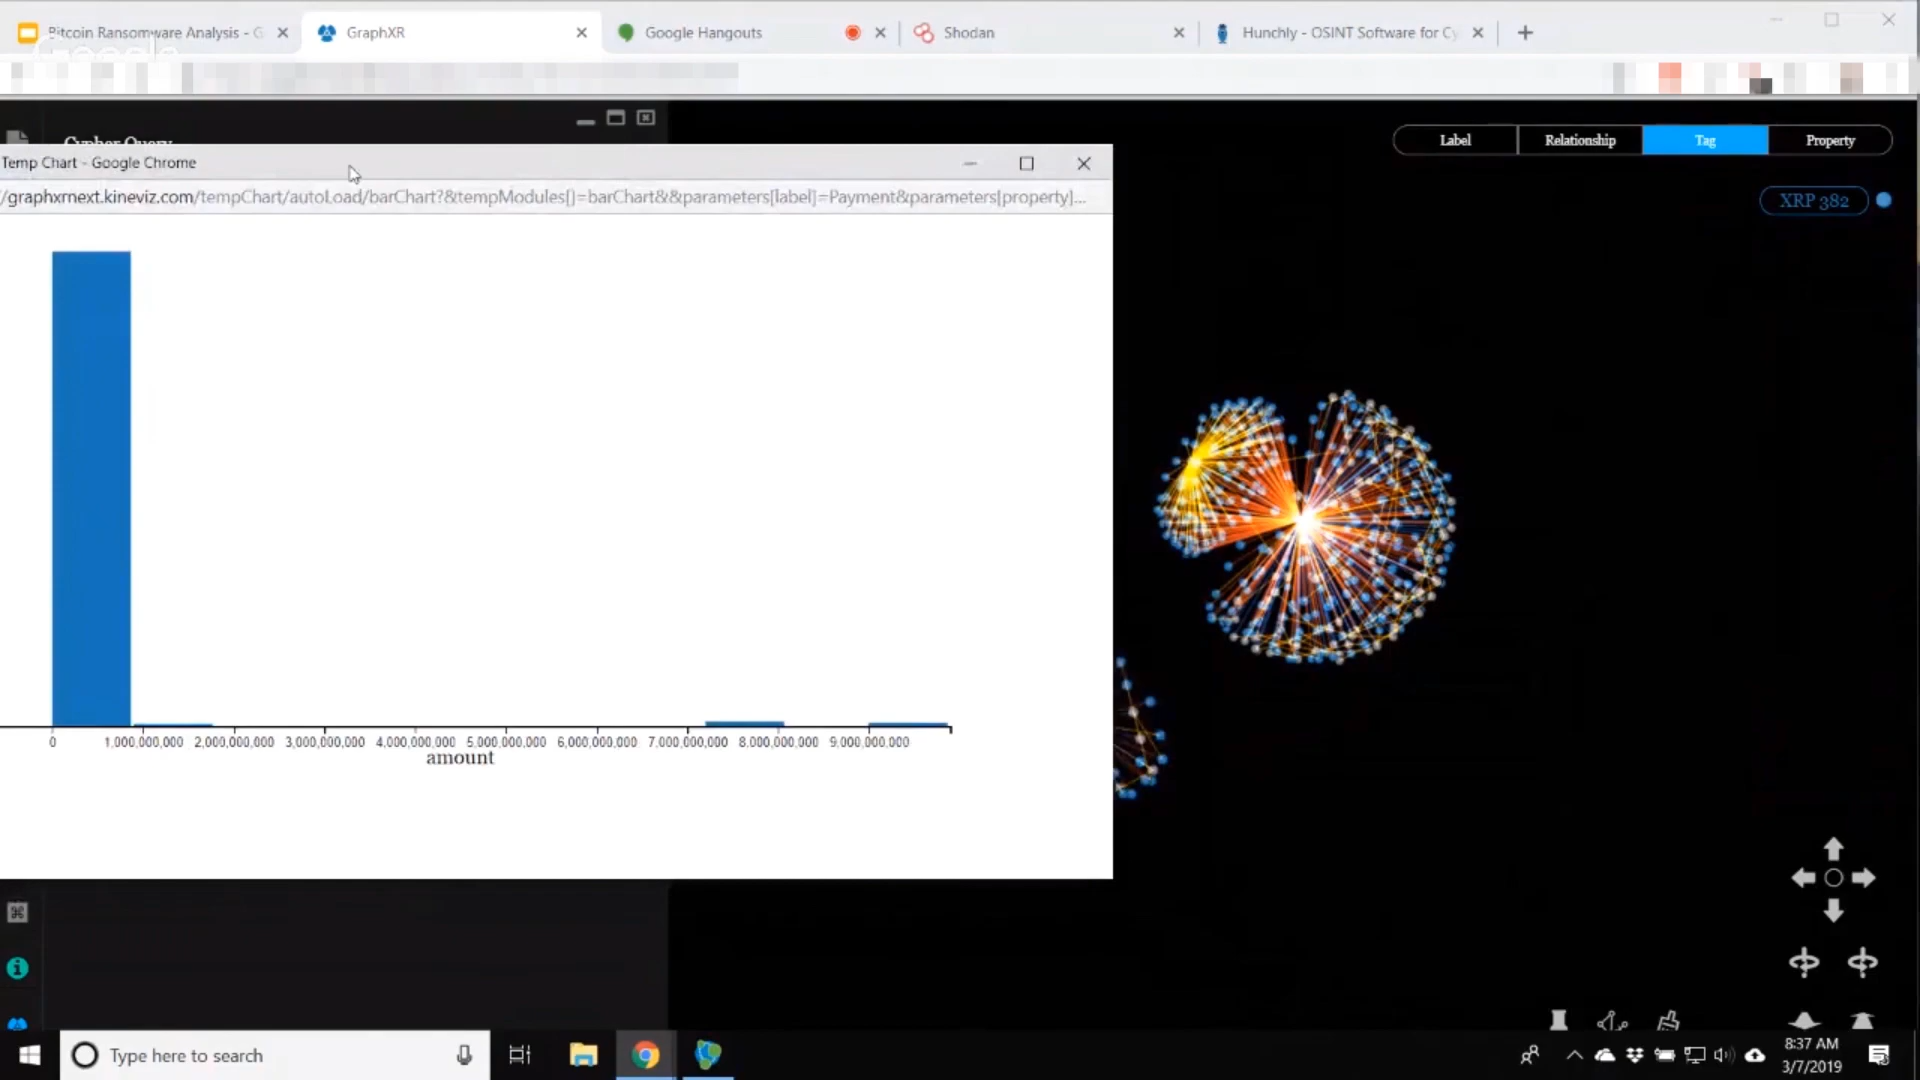 Bitcoin Ransomware Analysis - G
GraphXR
Google Hangouts
Shodan
Hunchly - OSINT Software for Cy
Google
Cypher Query
Temp Chart - Google Chrome
/graphxrnext.kineviz.com/tempChart/autoLoad/barChart?&tempModules[]=barChart&&parameters[label]=Payment&parameters[property]...
Label
Relationship
Tag
Property
XRP 382
0
1,000,000,000
2,000,000,000
3,000,000,000
4,000,000,000
5,000,000,000
6,000,000,000
7,000,000,000
8,000,000,000
9,000,000,000
amount
Type here to search
8:37 AM
3/7/2019